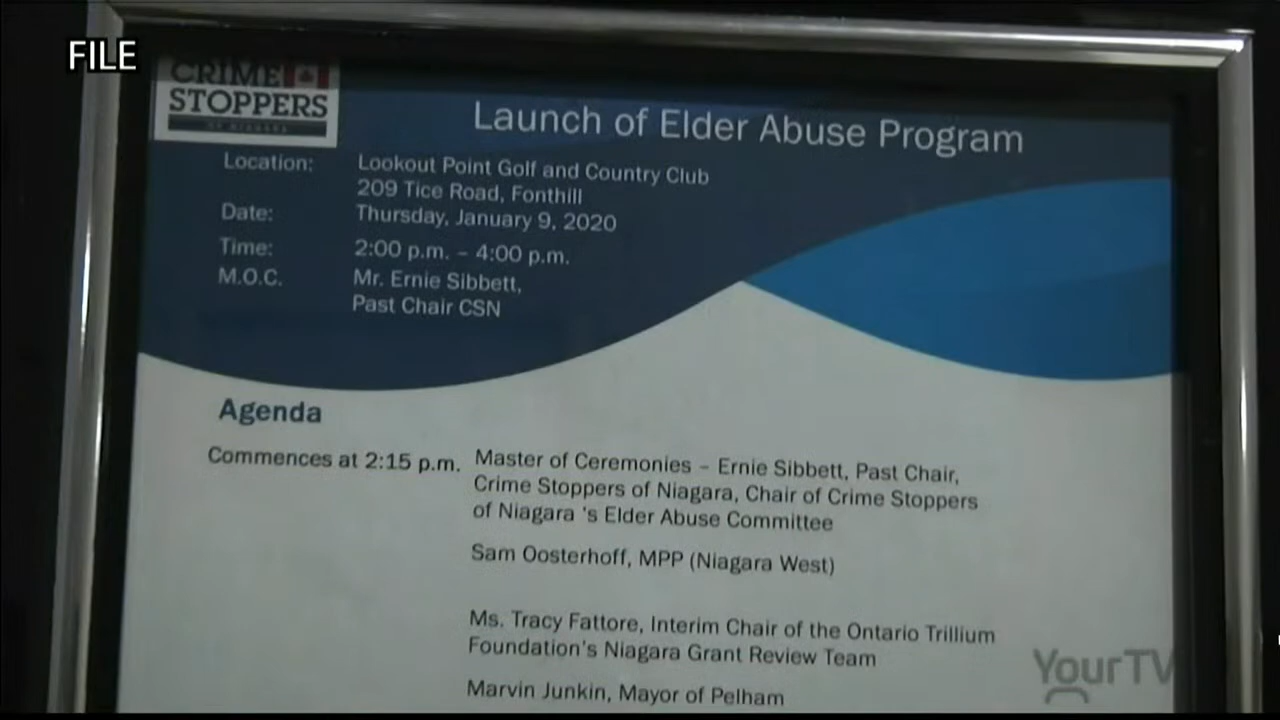 FILE
CRIME
STOPPERS
Launch of Elder Abuse Program
Location: Lookout Point Golf and Country Club
209 Tice Road, Fonthill
Date: Thursday, January 9, 2020
Time: 2:00 p.m. – 4:00 p.m.
M.O.C. Mr. Ernie Sibbett,
Past Chair CSN
Agenda
Commences at 2:15 p.m. Master of Ceremonies – Ernie Sibbett, Past Chair,
Crime Stoppers of Niagara, Chair of Crime Stoppers
of Niagara 's Elder Abuse Committee
Sam Oosterhoff, MPP (Niagara West)
Ms. Tracy Fattore, Interim Chair of the Ontario Trillium
Foundation's Niagara Grant Review Team
Marvin Junkin, Mayor of Pelham
YourTV